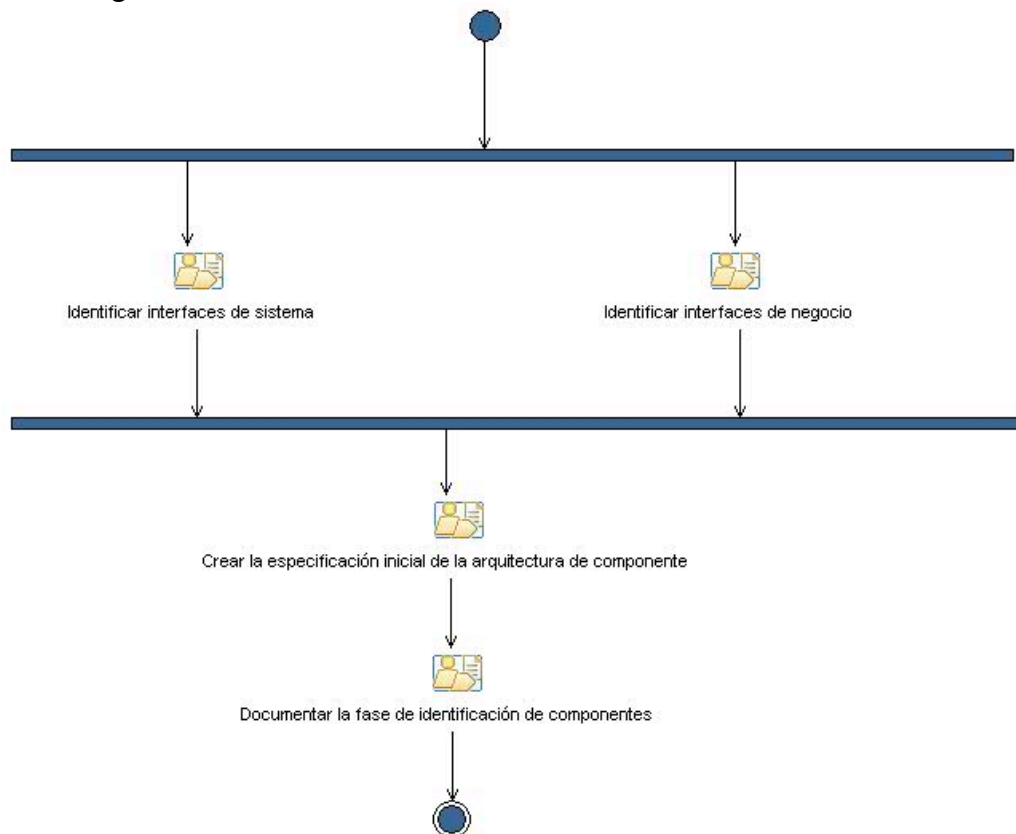 Identificar interfaces de sistema
Identificar interfaces de negocio
Crear la especificación inicial de la arquitectura de componente
Documentar la fase de identificación de componentes